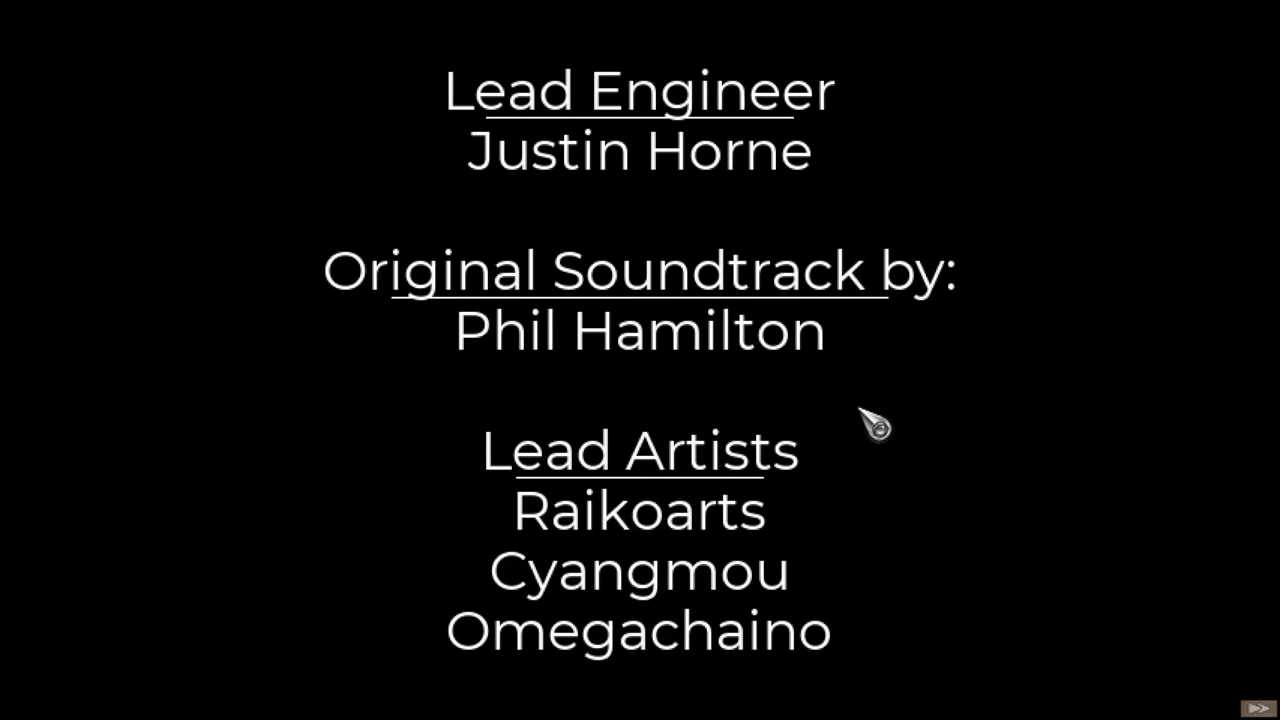 Lead Engineer
Justin Horne
Original Soundtrack by:
Phil Hamilton
Lead Artists
Raikoarts
Cyangmou
Omegachaino